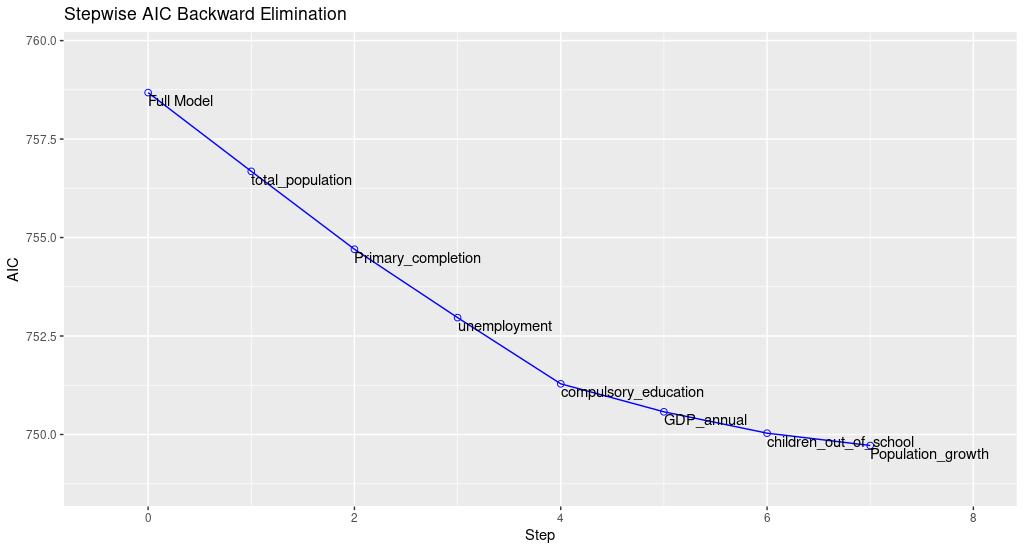 Stepwise AIC Backward Elimination
760.0
757.5
755.0
752.5
750.0
AIC
Full Model
total_population
Primary_completion
unemployment
compulsory_education
GDP_annual
children_out_of_school
Population_growth
0
2
4
6
8
Step